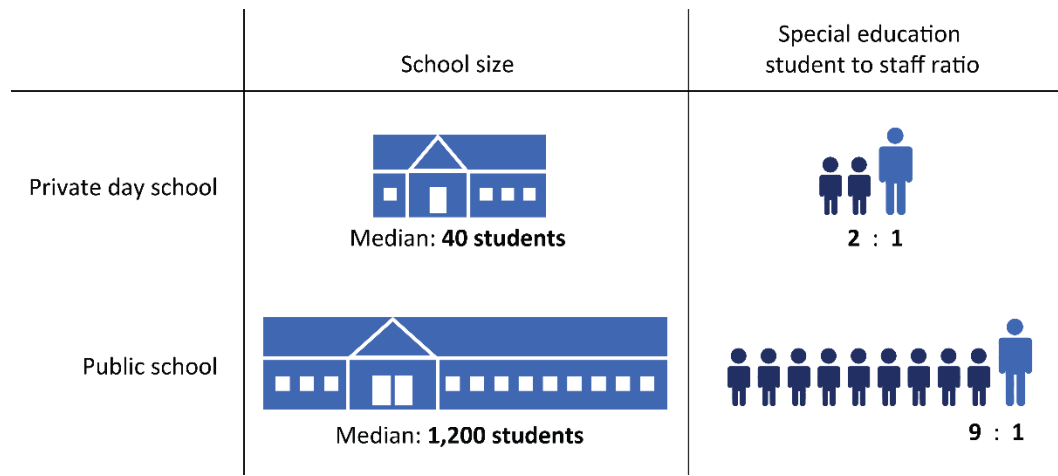 School size
Special education
student to staff ratio
Private day school
Median: 40 students
2 : 1
Public school
Median: 1,200 students
9 : 1